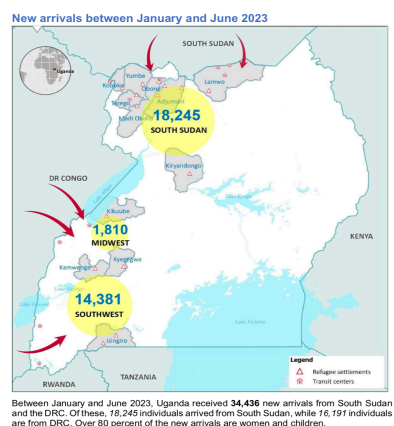 New arrivals between January and June 2023
SOUTH SUDAN
Uganda
Yumbe
Koboko
Obongi
Lamwo
Adjumani
Terego
Madi Okollo
18,245
SOUTH SUDAN
Kiryandongo
DR CONGO
Lake Albert
Kikuube
1,810
MIDWEST
KENYA
Kyegegwa
Kamwenge
14,381
SOUTHWEST
Lake Victoria
Isingiro
Legend
Refugee settlements
Transit centers
TANZANIA
RWANDA
Between January and June 2023, Uganda received 34,436 new arrivals from South Sudan
and the DRC. Of these, 18,245 individuals arrived from South Sudan, while 16,191 individuals
are from DRC. Over 80 percent of the new arrivals are women and children.